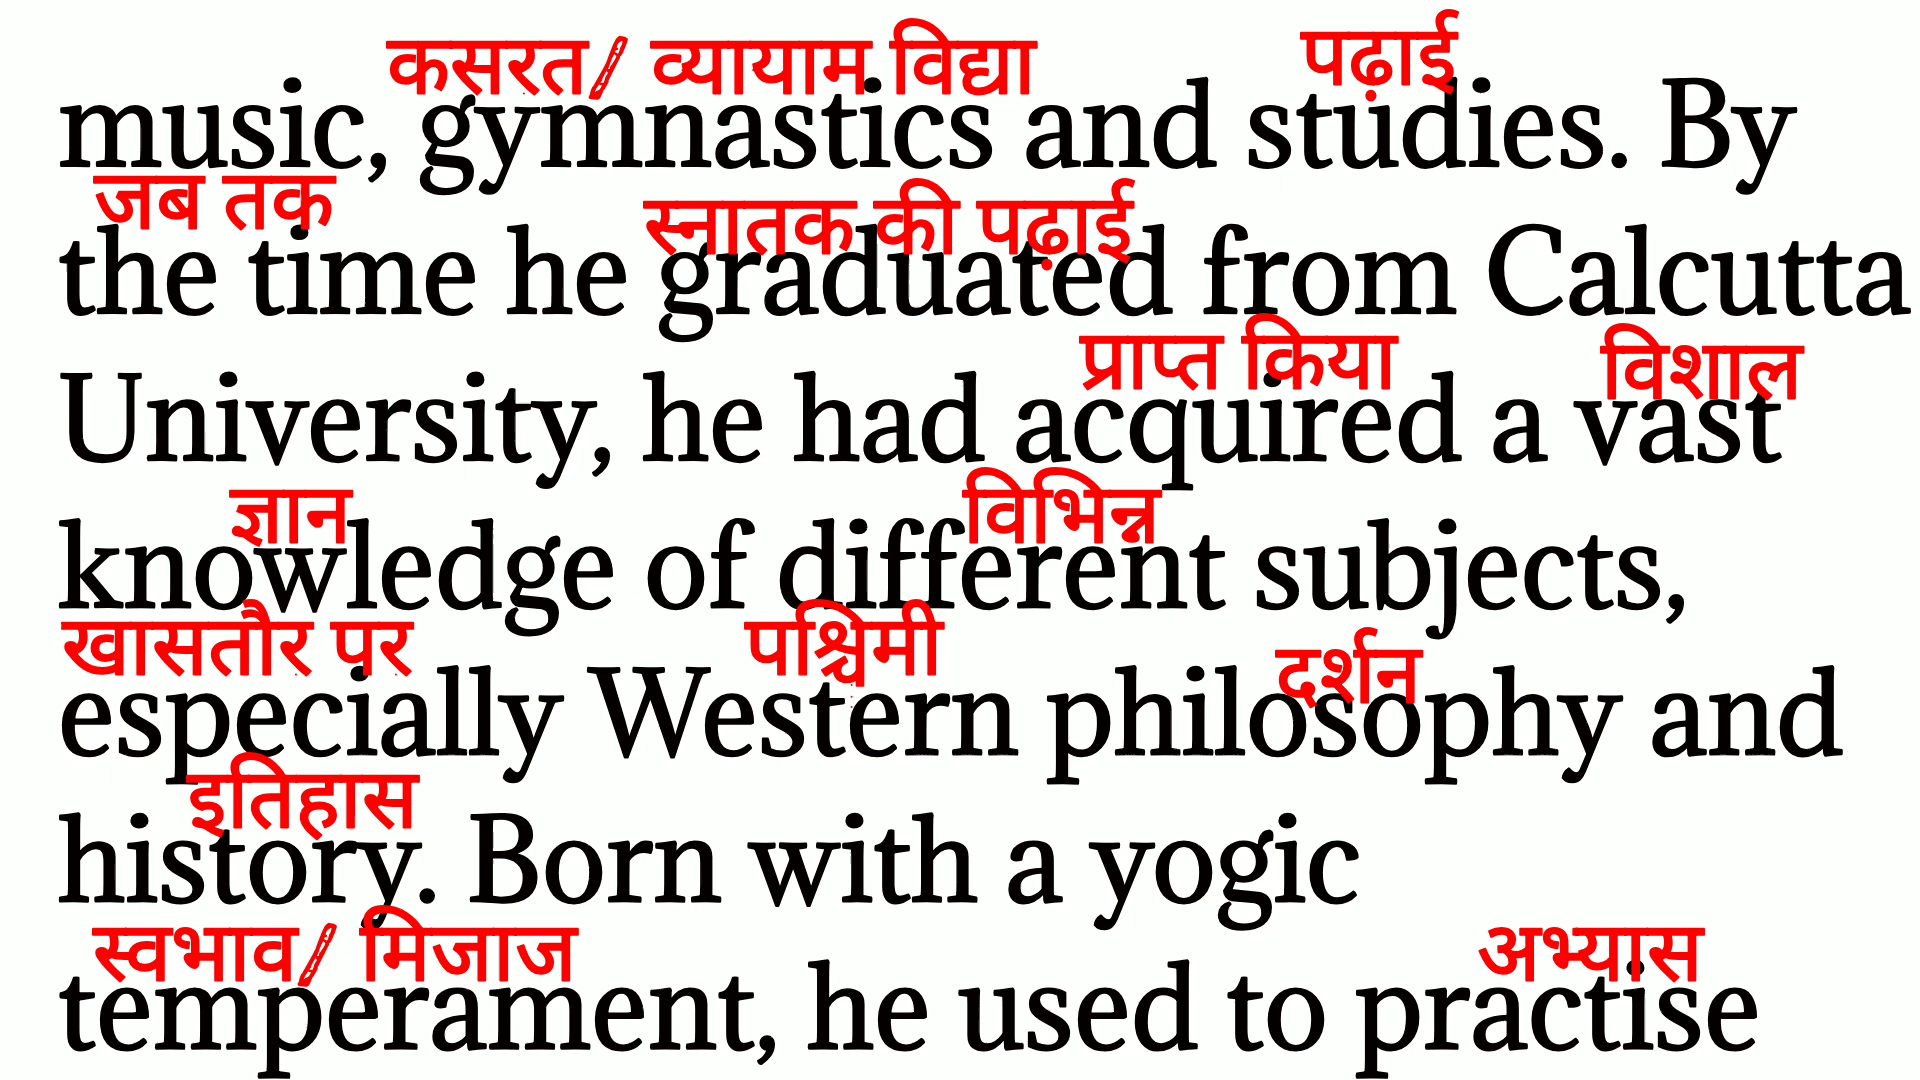 कसरत/ व्यायाम विद्या पढ़ाई
music, gymnastics and studies. By
जब तक स्नातक की पढ़ाई
the time he graduated from Calcutta
प्राप्त किया विशाल
University, he had acquired a vast
ज्ञान विभिन्न
knowledge of different subjects,
खासतौर पर पश्चिमी दर्शन
especially Western philosophy and
इतिहास
history. Born with a yogic
स्वभाव/ मिजाज अभ्यास
temperament, he used to practise